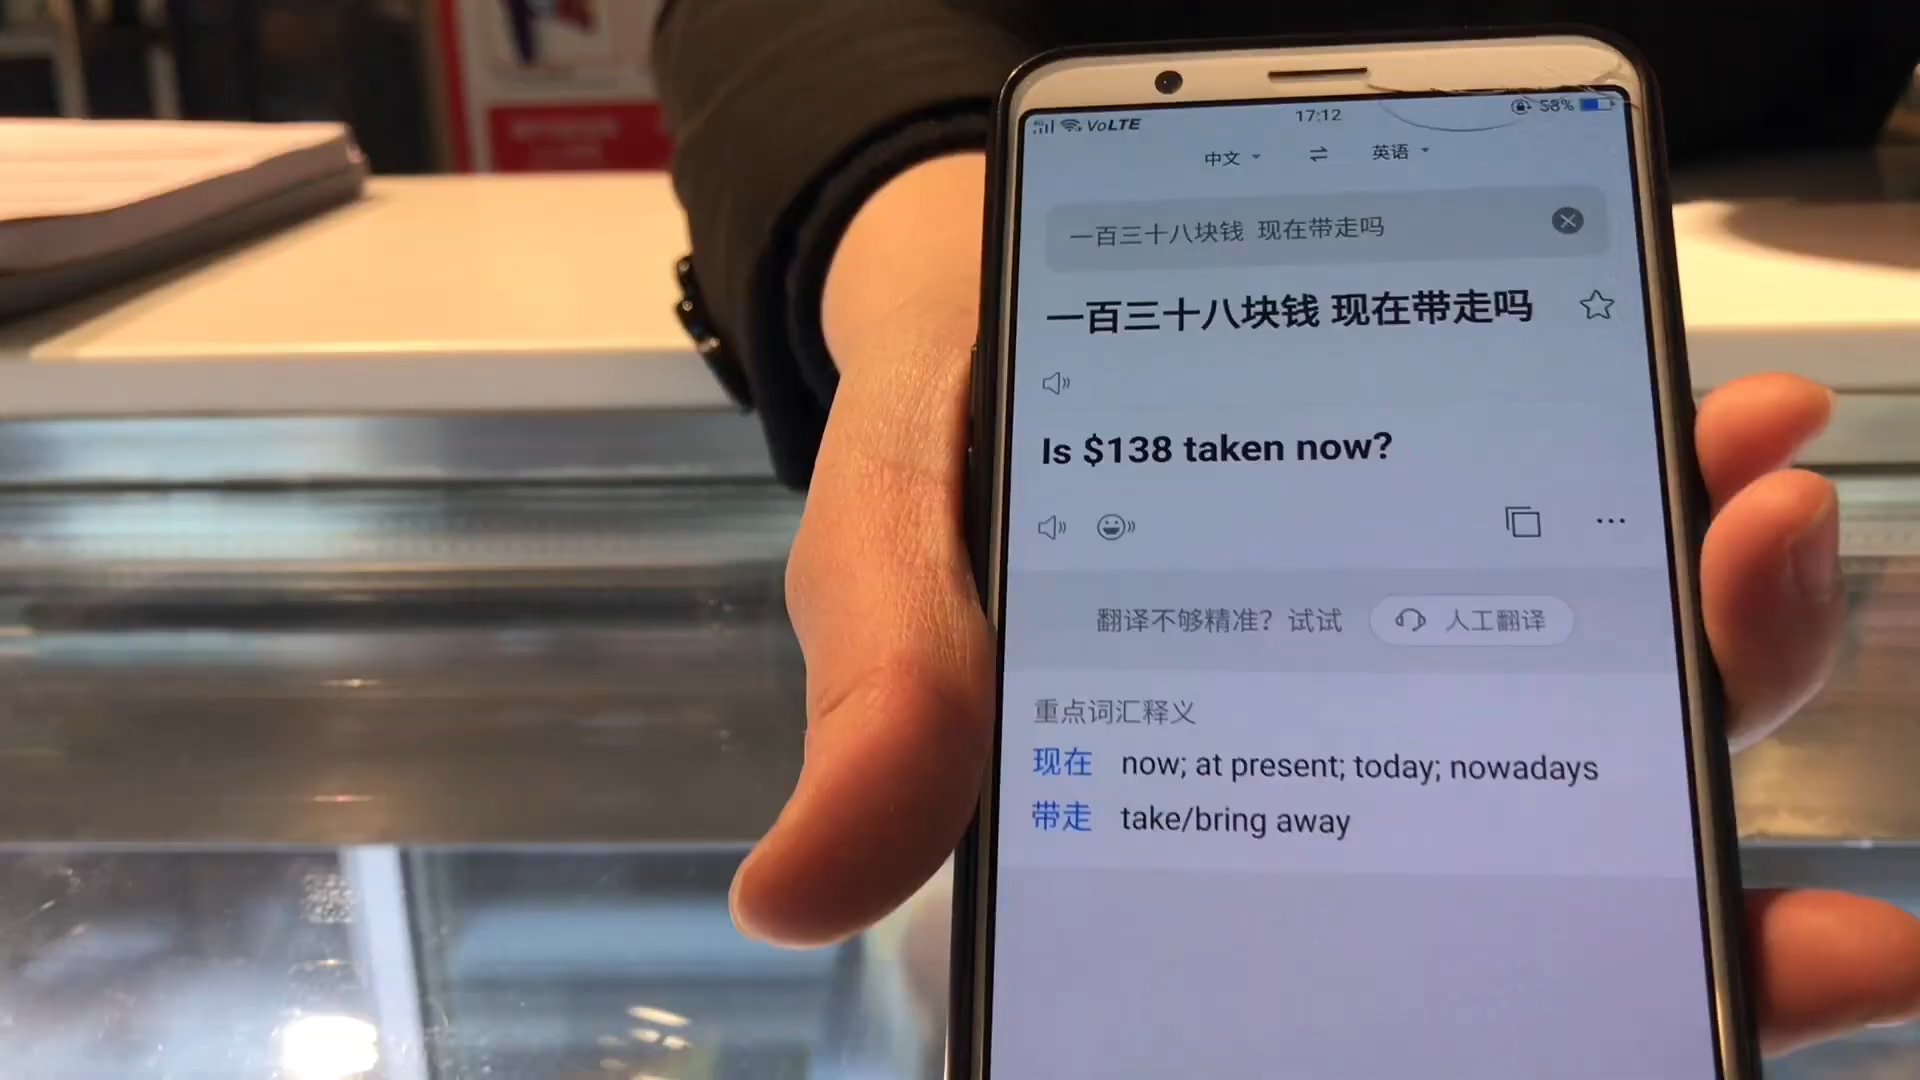 VoLTE 17:12 58%
中文 英语
一百三十八块钱 现在带走吗
一百三十八块钱 现在带走吗
Is $138 taken now?
翻译不够精准？试试 人工翻译
重点词汇释义
现在 now; at present; today; nowadays
带走 take/bring away